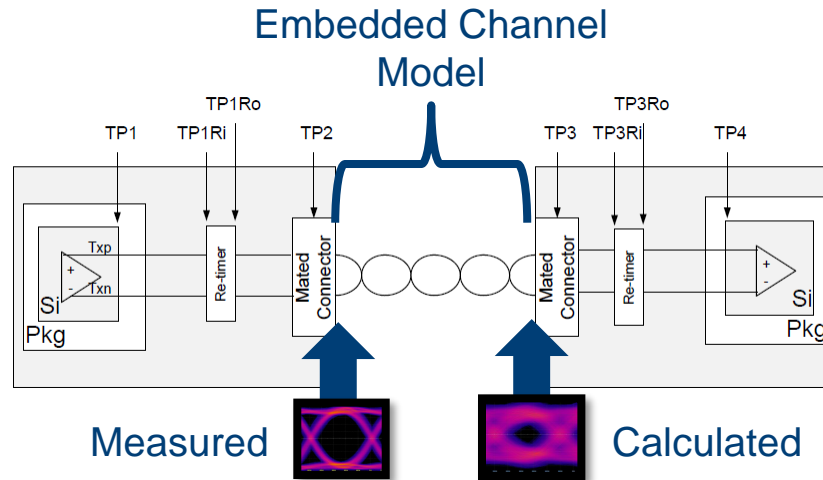 Embedded Channel
Model
TP1Ro
TP3Ro
TP1
TP1Ri
TP2
TP3
TP3Ri
TP4
Txp
+
-
Txn
Si
Pkg
Re-timer
Mated
Connector
Mated
Connector
Re-timer
+
-
Si
Pkg
Measured
Calculated